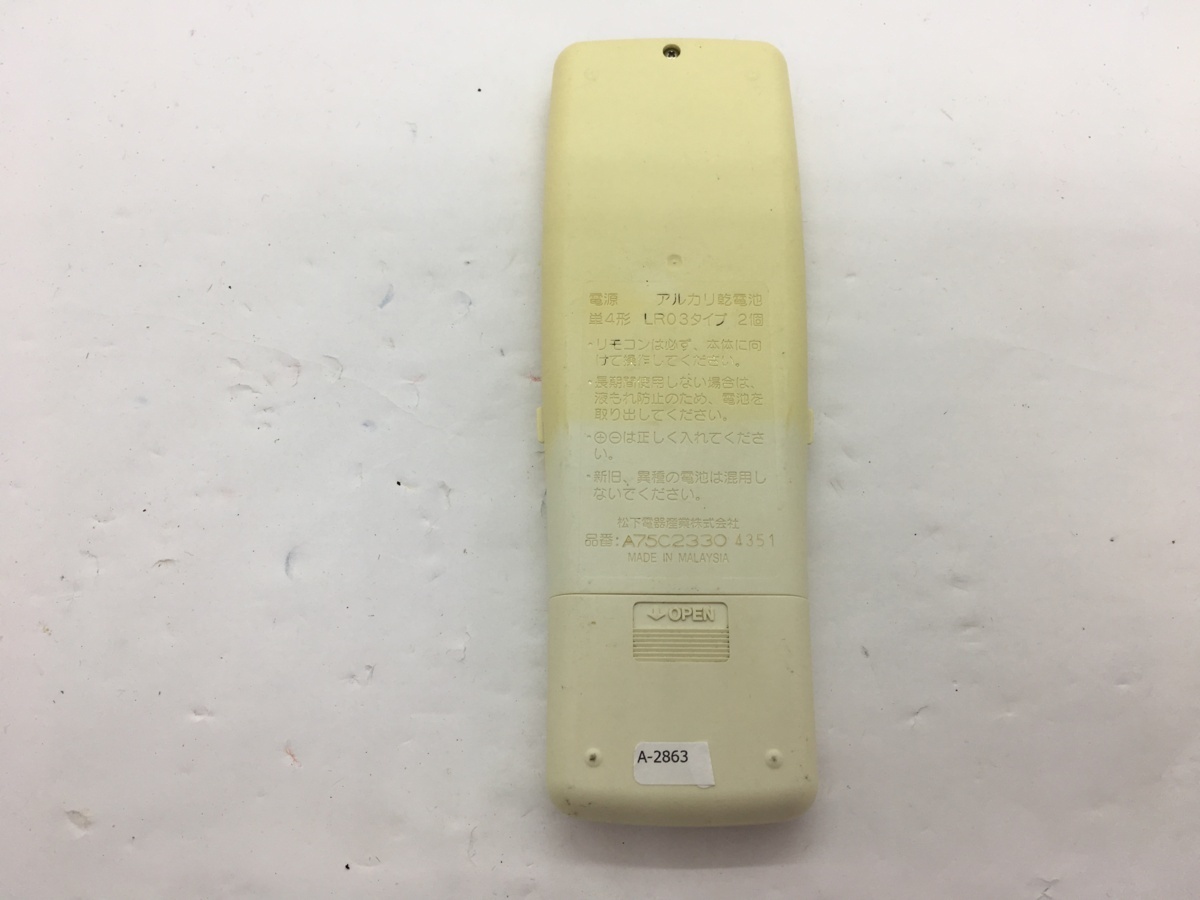 電源 アルカリ乾電池
単4形 LR03タイプ 2個
・リモコンは必ず、本体に向
けて操作してください。
・長期間使用しない場合は、
液もれ防止のため、電池を
取り出してください。
・⊕⊖は正しく入れてくださ
い。
・新旧、異種の電池は混用し
ないでください。
松下電器産業株式会社
品番:A75C2330 4351
MADE IN MALAYSIA
OPEN
A-2863